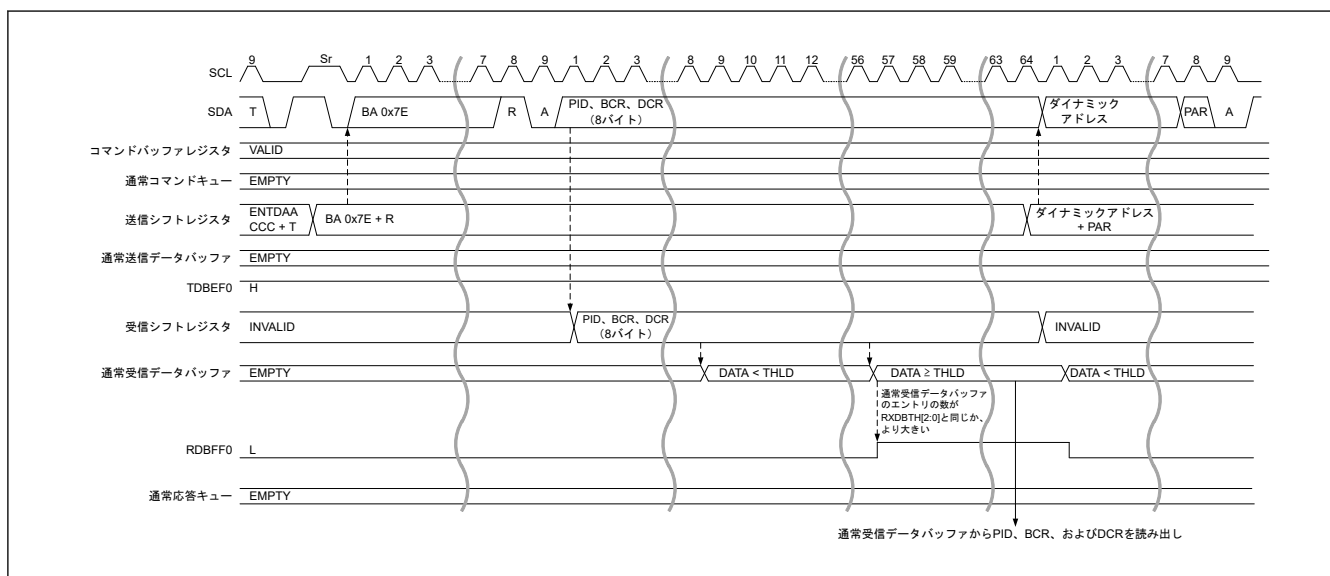 9 Sr 1 2 3 7 8 9 1 2 3 8 9 10 11 12 56 57 58 59 63 64 1 2 3 7 8 9
SCL
SDA T BA 0x7E R A PID、BCR、DCR
(8バイト)
ダイナミック
アドレス
PAR A
コマンドバッファレジスタ VALID
通常コマンドキュー EMPTY
送信シフトレジスタ ENTDAA
CCC + T
BA 0x7E + R
ダイナミックアドレス
+ PAR
通常送信データバッファ EMPTY
TDBEF0 H
受信シフトレジスタ INVALID PID、BCR、DCR
(8バイト)
INVALID
通常受信データバッファ EMPTY DATA < THLD DATA ≥ THLD DATA < THLD
通常受信データバッファ
のエントリの数が
RXDBTH[2:0]と同じか、
より大きい
RDBFF0 L
通常応答キュー EMPTY
通常受信データバッファからPID、BCR、およびDCRを読み出し